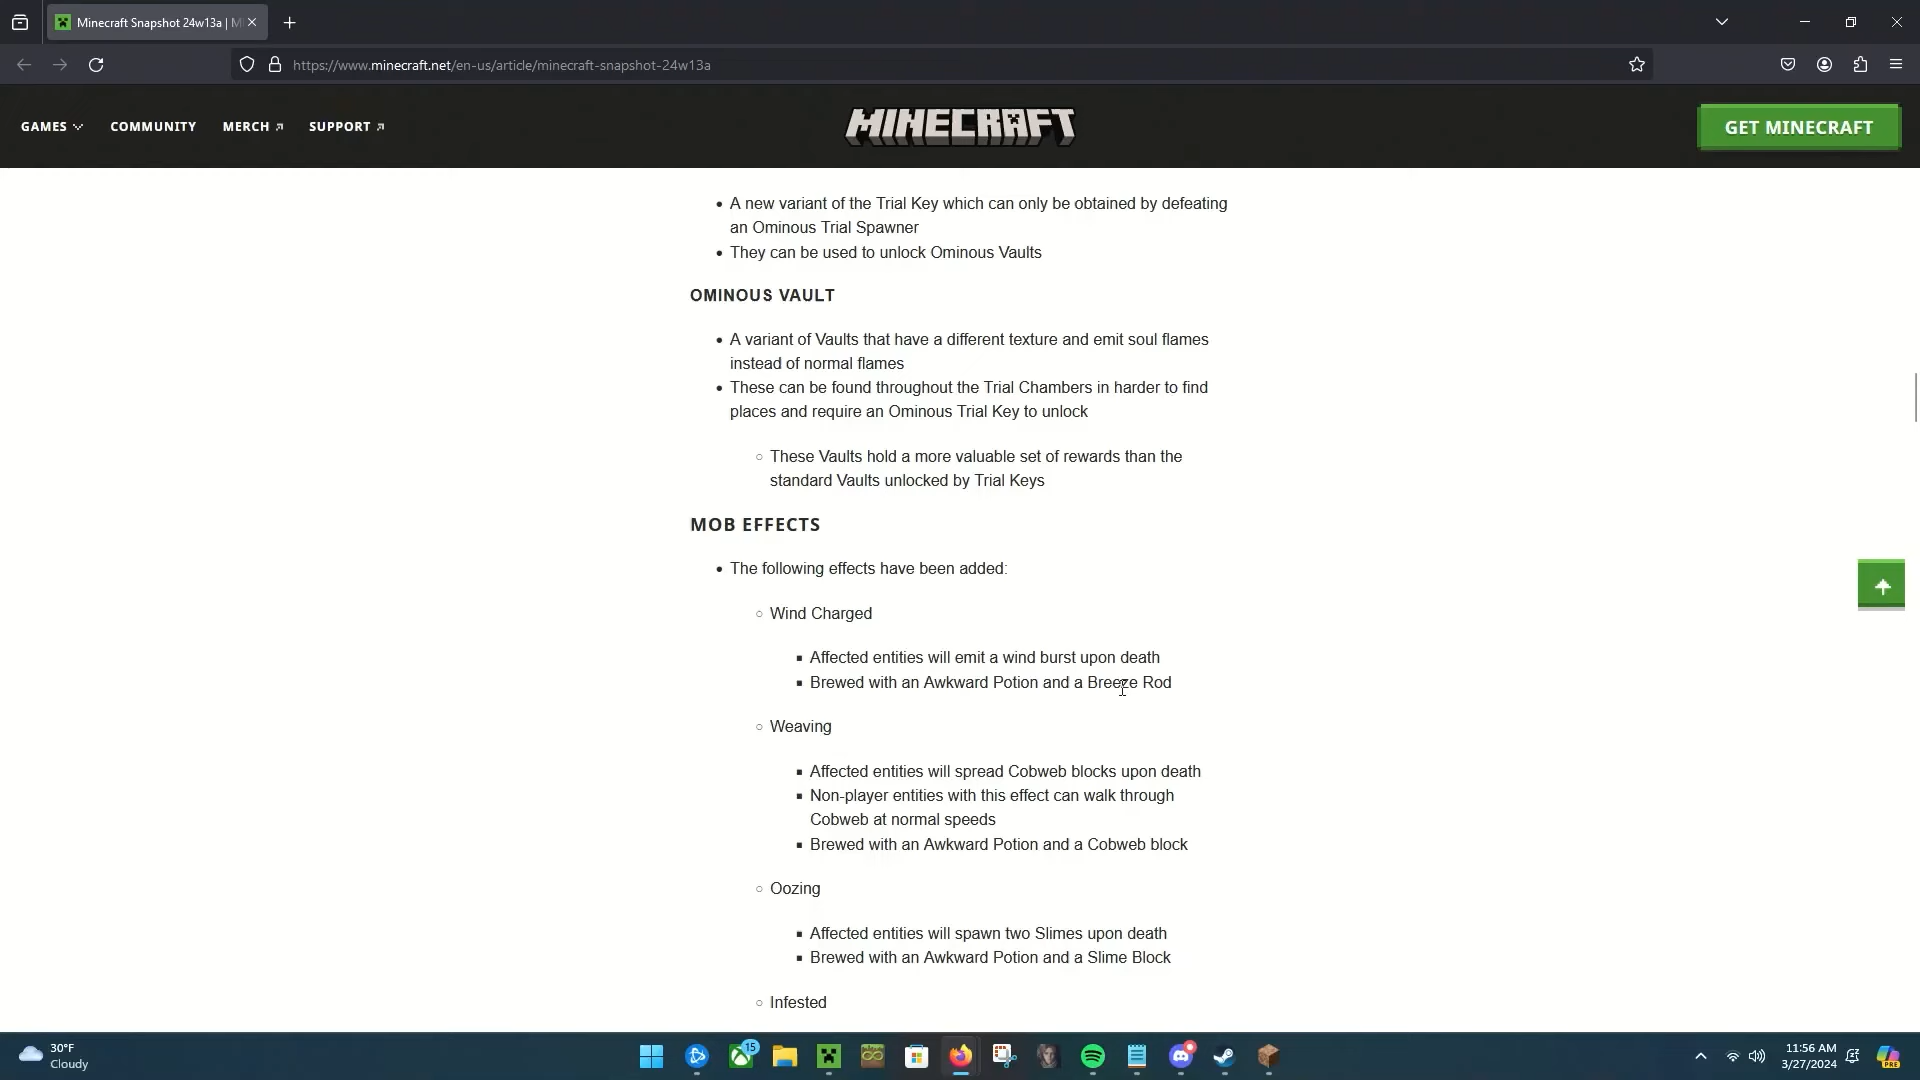 Minecraft Snapshot 24w13a | M
https://www.minecraft.net/en-us/article/minecraft-snapshot-24w13a
GAMES
COMMUNITY
MERCH
SUPPORT
MINECRAFT
GET MINECRAFT
A new variant of the Trial Key which can only be obtained by defeating
an Ominous Trial Spawner
They can be used to unlock Ominous Vaults
OMINOUS VAULT
A variant of Vaults that have a different texture and emit soul flames
instead of normal flames
These can be found throughout the Trial Chambers in harder to find
places and require an Ominous Trial Key to unlock
These Vaults hold a more valuable set of rewards than the
standard Vaults unlocked by Trial Keys
MOB EFFECTS
The following effects have been added:
Wind Charged
Affected entities will emit a wind burst upon death
Brewed with an Awkward Potion and a Breeze Rod
Weaving
Affected entities will spread Cobweb blocks upon death
Non-player entities with this effect can walk through
Cobweb at normal speeds
Brewed with an Awkward Potion and a Cobweb block
Oozing
Affected entities will spawn two Slimes upon death
Brewed with an Awkward Potion and a Slime Block
Infested
30°F
Cloudy
15
11:56 AM
3/27/2024
PRE